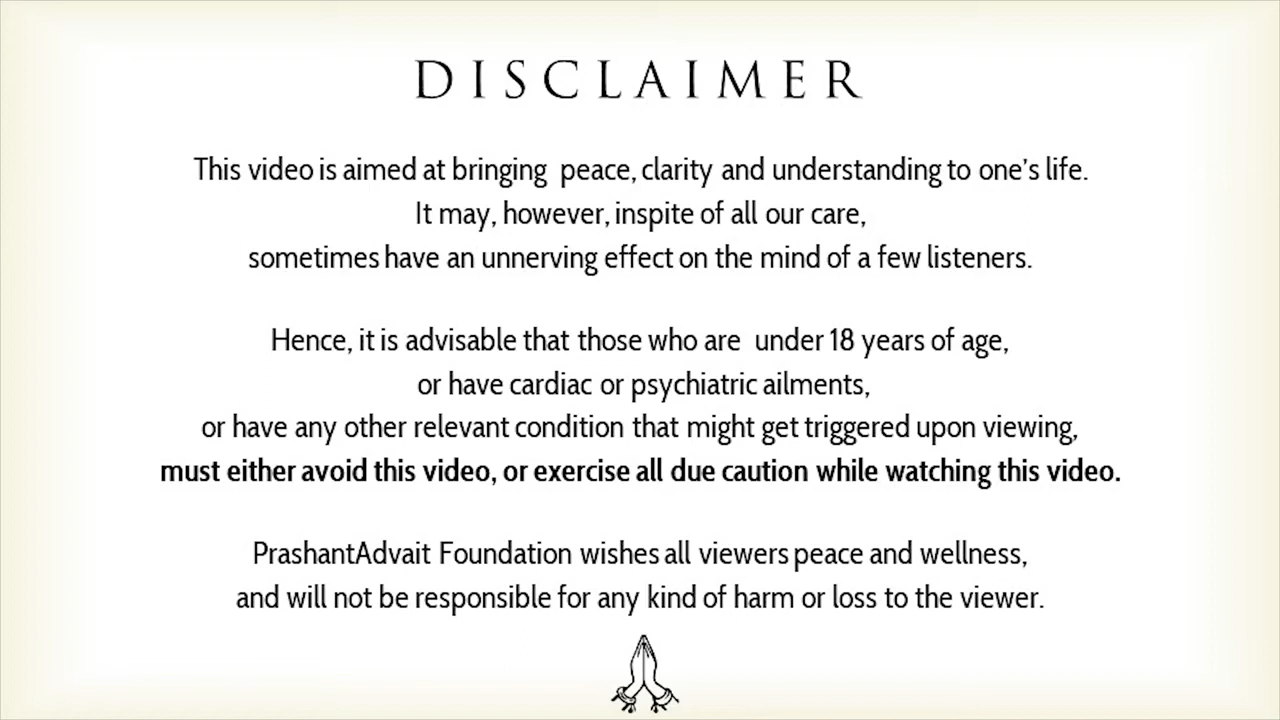 DISCLAIMER
This video is aimed at bringing peace, clarity and understanding to one's life.
It may, however, inspite of all our care,
sometimes have an unnerving effect on the mind of a few listeners.
Hence, it is advisable that those who are under 18 years of age,
or have cardiac or psychiatric ailments,
or have any other relevant condition that might get triggered upon viewing,
must either avoid this video, or exercise all due caution while watching this video.
PrashantAdvait Foundation wishes all viewers peace and wellness,
and will not be responsible for any kind of harm or loss to the viewer.